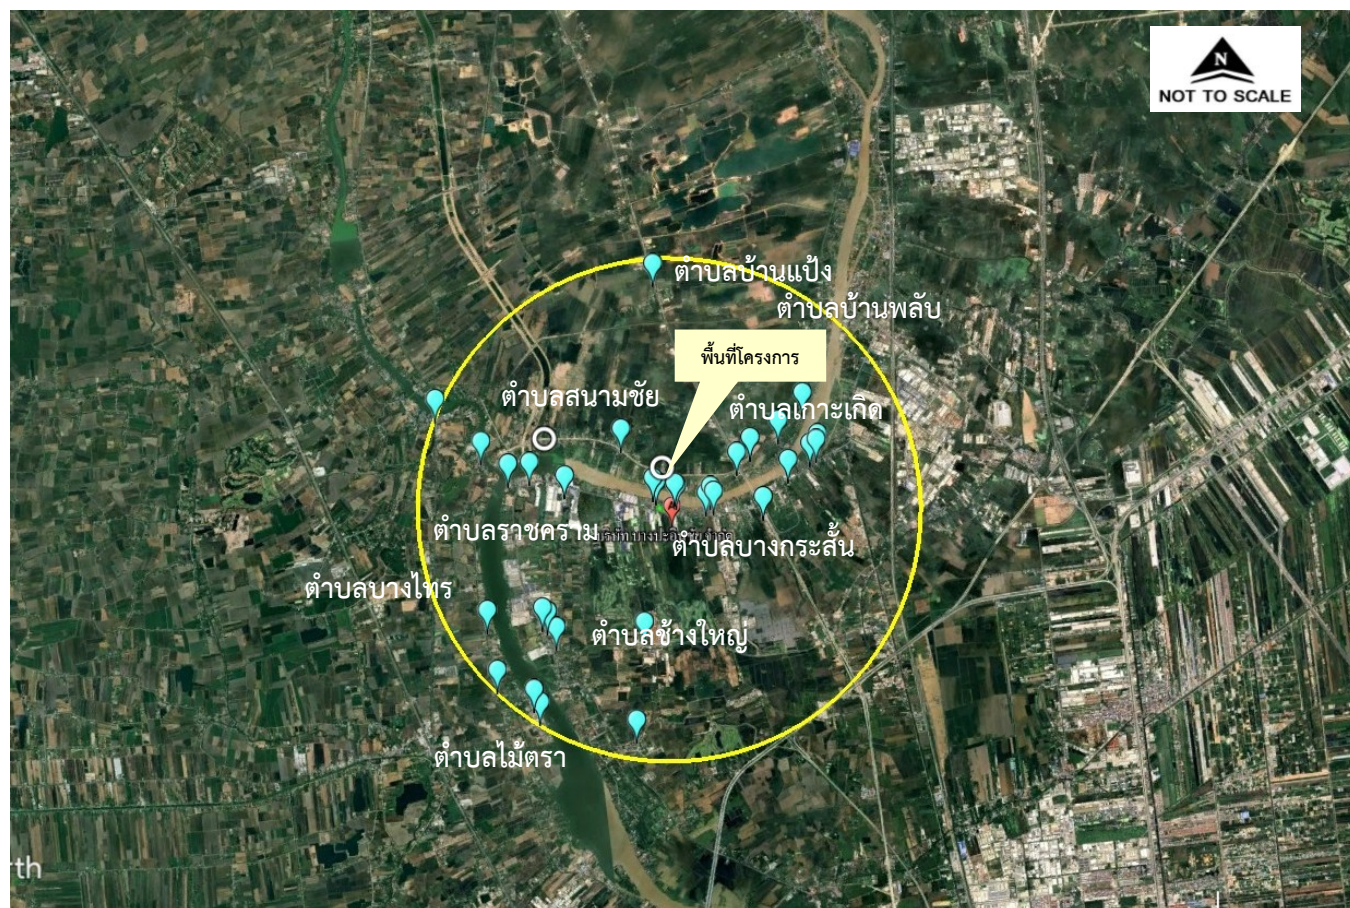 N
NOT TO SCALE
ตำบลบ้านแป้ง
ตำบลบ้านพลับ
พื้นที่โครงการ
ตำบลสนามชัย
ตำบลเกาะเกิด
ตำบลราชคราม
ตำบลบางกระสั้น
ตำบลบางไทร
ตำบลช้างใหญ่
ตำบลไม้ตรา
rth